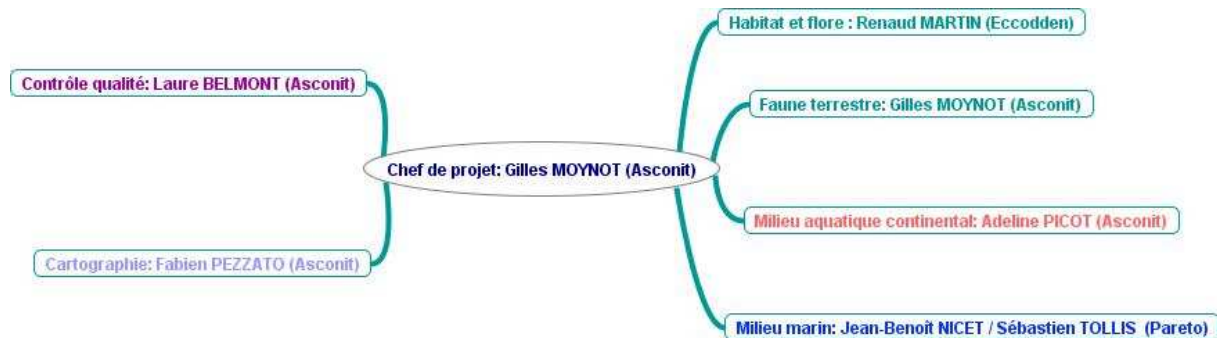 Habitat et flore : Renaud MARTIN (Eccodden)
Contrôle qualité: Laure BELMONT (Asconit)
Faune terrestre: Gilles MOYNOT (Asconit)
Chef de projet: Gilles MOYNOT (Asconit)
Milieu aquatique continental: Adeline PICOT (Asconit)
Cartographie: Fabien PEZZATO (Asconit)
Milieu marin: Jean-Benoît NICET / Sébastien TOLLIS (Pareto)